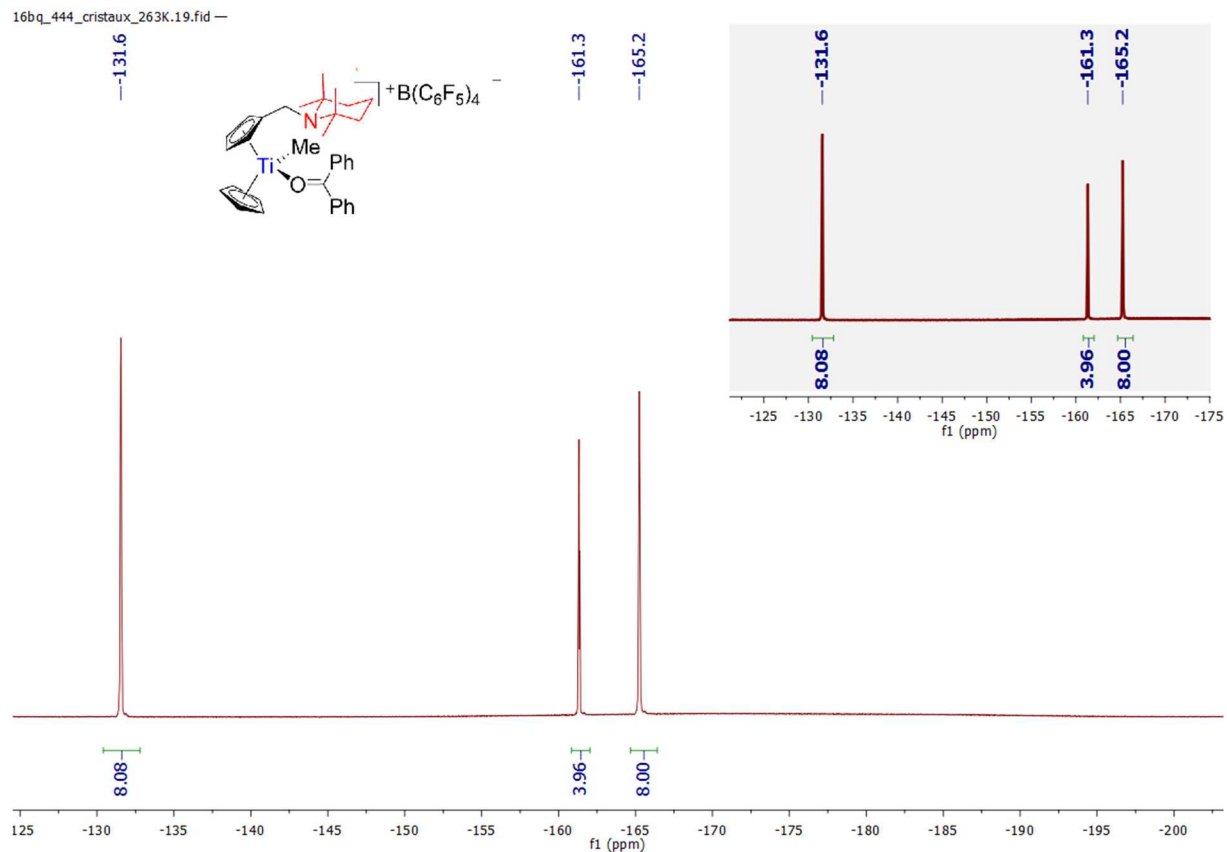 16bq_444_cristaux_263K.19.fid —
-131.6
-161.3
-165.2
N
Me
Ti
O
Ph
Ph
+B(C6F5)4 −
8.08
3.96
8.00
125 -130 -135 -140 -145 -150 -155 -160 -165 -170 -175 -180 -185 -190 -195 -200
f1 (ppm)
-131.6
-161.3
-165.2
8.08
3.96
8.00
-125 -130 -135 -140 -145 -150 -155 -160 -165 -170 -175
f1 (ppm)